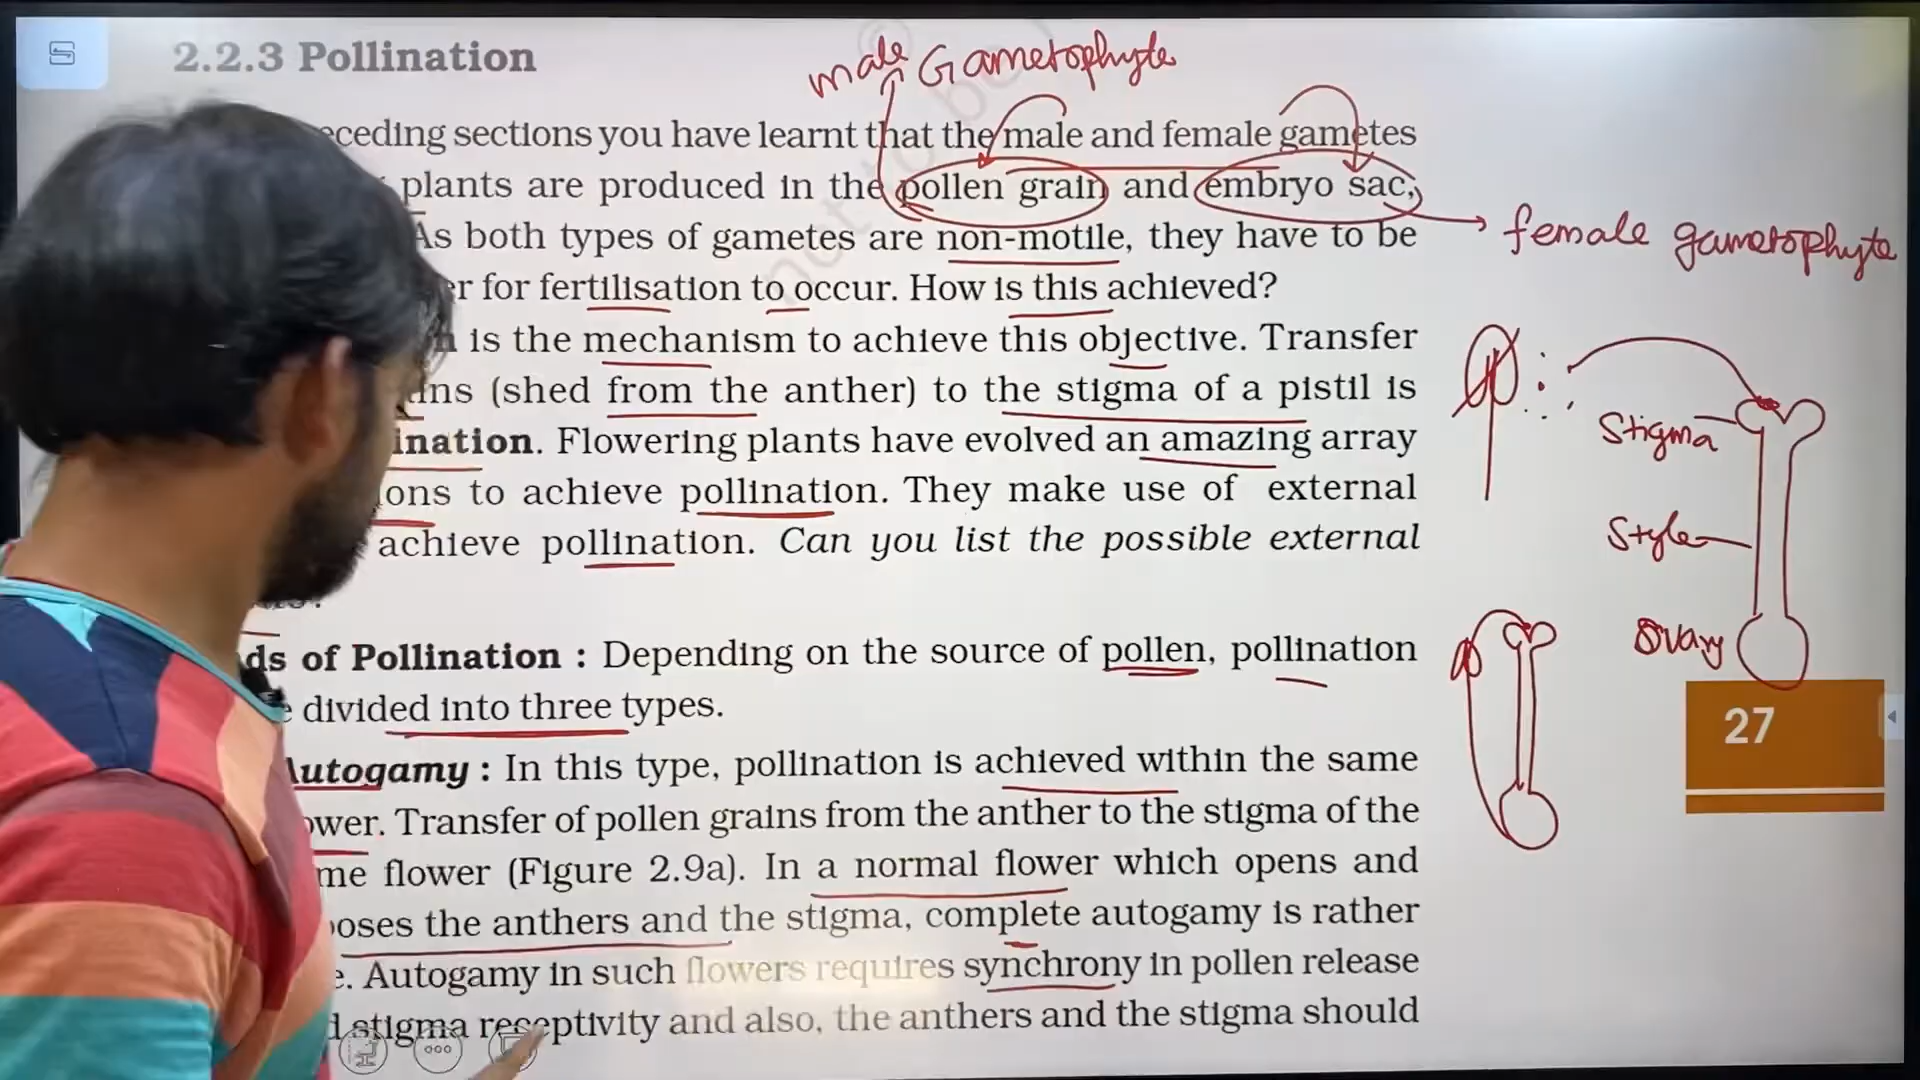 2.2.3 Pollination
male Gametophyte
eceding sections you have learnt that the male and female gametes
plants are produced in the pollen grain and embryo sac,
As both types of gametes are non-motile, they have to be
female gametophyte
er for fertilisation to occur. How is this achieved?
n is the mechanism to achieve this objective. Transfer
ins (shed from the anther) to the stigma of a pistil is
Stigma
ination. Flowering plants have evolved an amazing array
ons to achieve pollination. They make use of external
Style
achieve pollination. Can you list the possible external
Ovary
ds of Pollination : Depending on the source of pollen, pollination
e divided into three types.
27
Autogamy : In this type, pollination is achieved within the same
ower. Transfer of pollen grains from the anther to the stigma of the
me flower (Figure 2.9a). In a normal flower which opens and
poses the anthers and the stigma, complete autogamy is rather
e. Autogamy in such flowers requires synchrony in pollen release
d stigma receptivity and also, the anthers and the stigma should